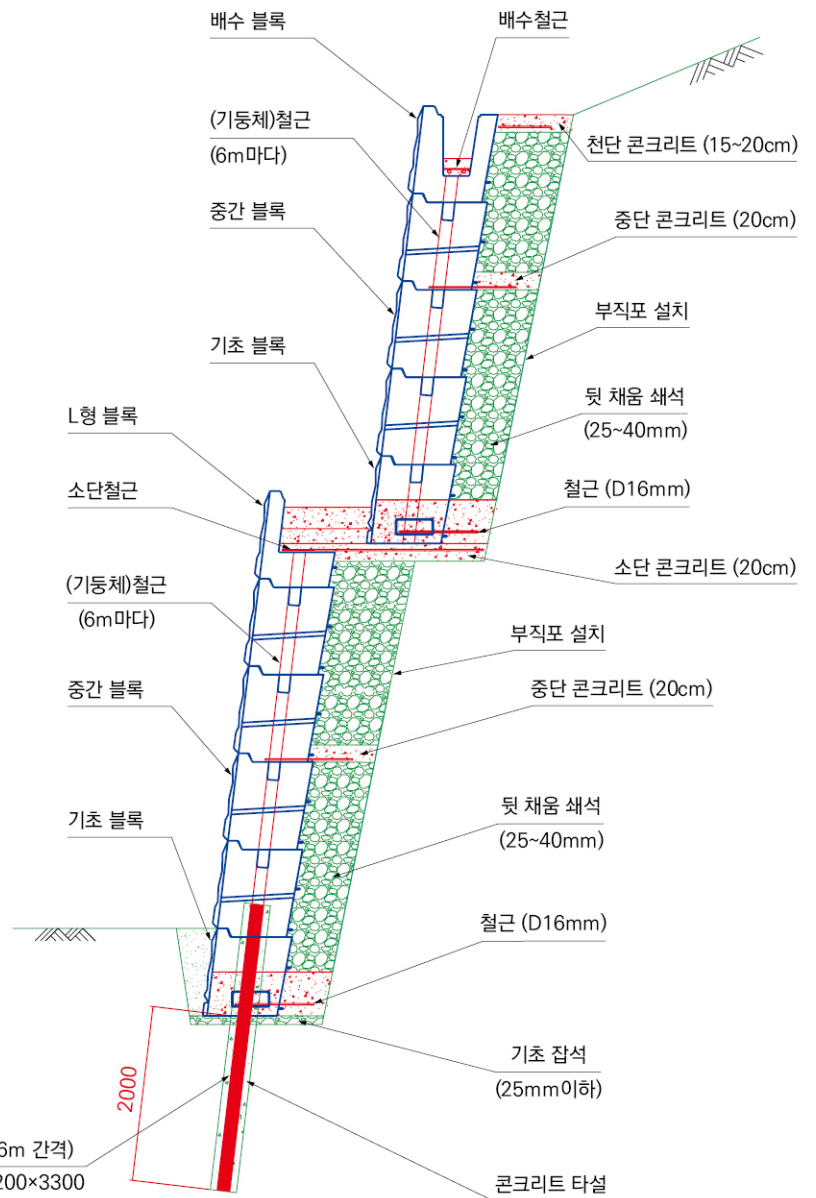 배수 블록
배수철근
(기둥체)철근
(6m마다)
천단 콘크리트 (15~20cm)
중간 블록
중단 콘크리트 (20cm)
부직포 설치
기초 블록
뒷 채움 쇄석
(25~40mm)
L형 블록
소단철근
철근 (D16mm)
소단 콘크리트 (20cm)
(기둥체)철근
(6m마다)
부직포 설치
중간 블록
중단 콘크리트 (20cm)
기초 블록
뒷 채움 쇄석
(25~40mm)
철근 (D16mm)
기초 잡석
(25mm이하)
2000
6m 간격)
200×3300
콘크리트 타설